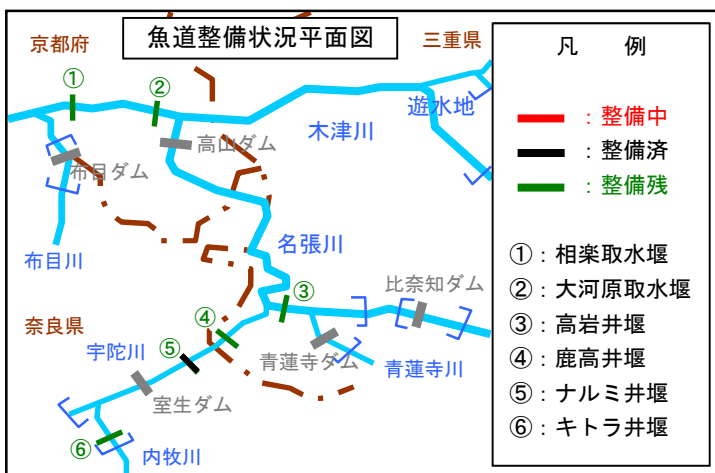 魚道整備状況平面図
京都府
三重県
①
②
木津川
遊水地
高山ダム
布目ダム
布目川
名張川
③
比奈知ダム
奈良県
④
宇陀川
⑤
青蓮寺ダム
青蓮寺川
室生ダム
⑥
内牧川
凡 例
：整備中
：整備済
：整備残
①：相楽取水堰
②：大河原取水堰
③：高岩井堰
④：鹿高井堰
⑤：ナルミ井堰
⑥：キトラ井堰